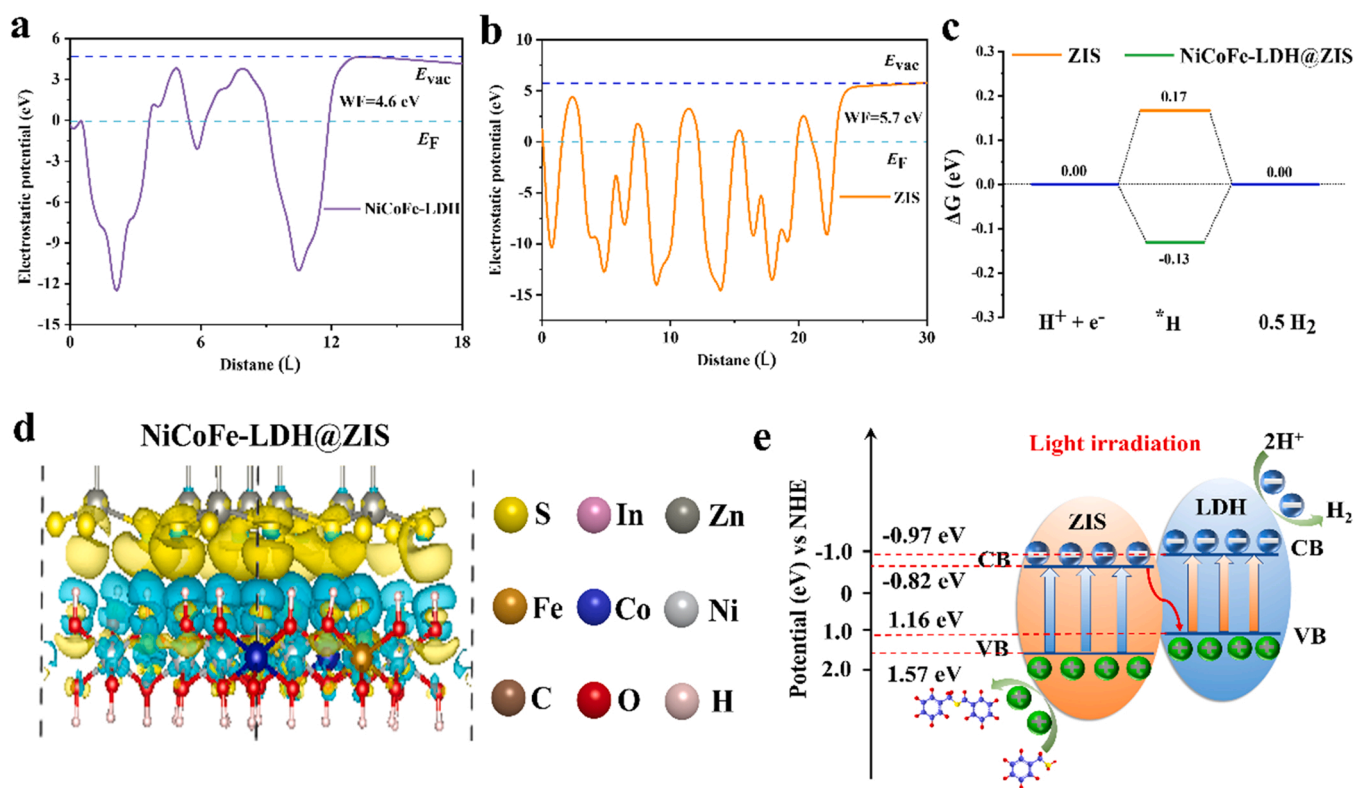 a
Electrostatic potential (eV)
6
3
0
-3
-6
-9
-12
-15
Evac
WF=4.6 eV
EF
NiCoFe-LDH
0
6
12
18
Distane (Ĺ)
b
Electrostatic potential (eV)
10
5
0
-5
-10
-15
Evac
WF=5.7 eV
EF
ZIS
0
10
20
30
Distane (Ĺ)
c
ZIS
NiCoFe-LDH@ZIS
ΔG (eV)
0.3
0.2
0.1
0.0
-0.1
-0.2
-0.3
0.17
0.00
0.00
-0.13
H+ + e-
*H
0.5 H2
d
NiCoFe-LDH@ZIS
S
In
Zn
Fe
Co
Ni
C
O
H
e
Light irradiation
Potential (eV) vs NHE
-1.0
0
1.0
2.0
-0.97 eV
-0.82 eV
1.16 eV
1.57 eV
ZIS
LDH
CB
CB
VB
VB
2H+
H2